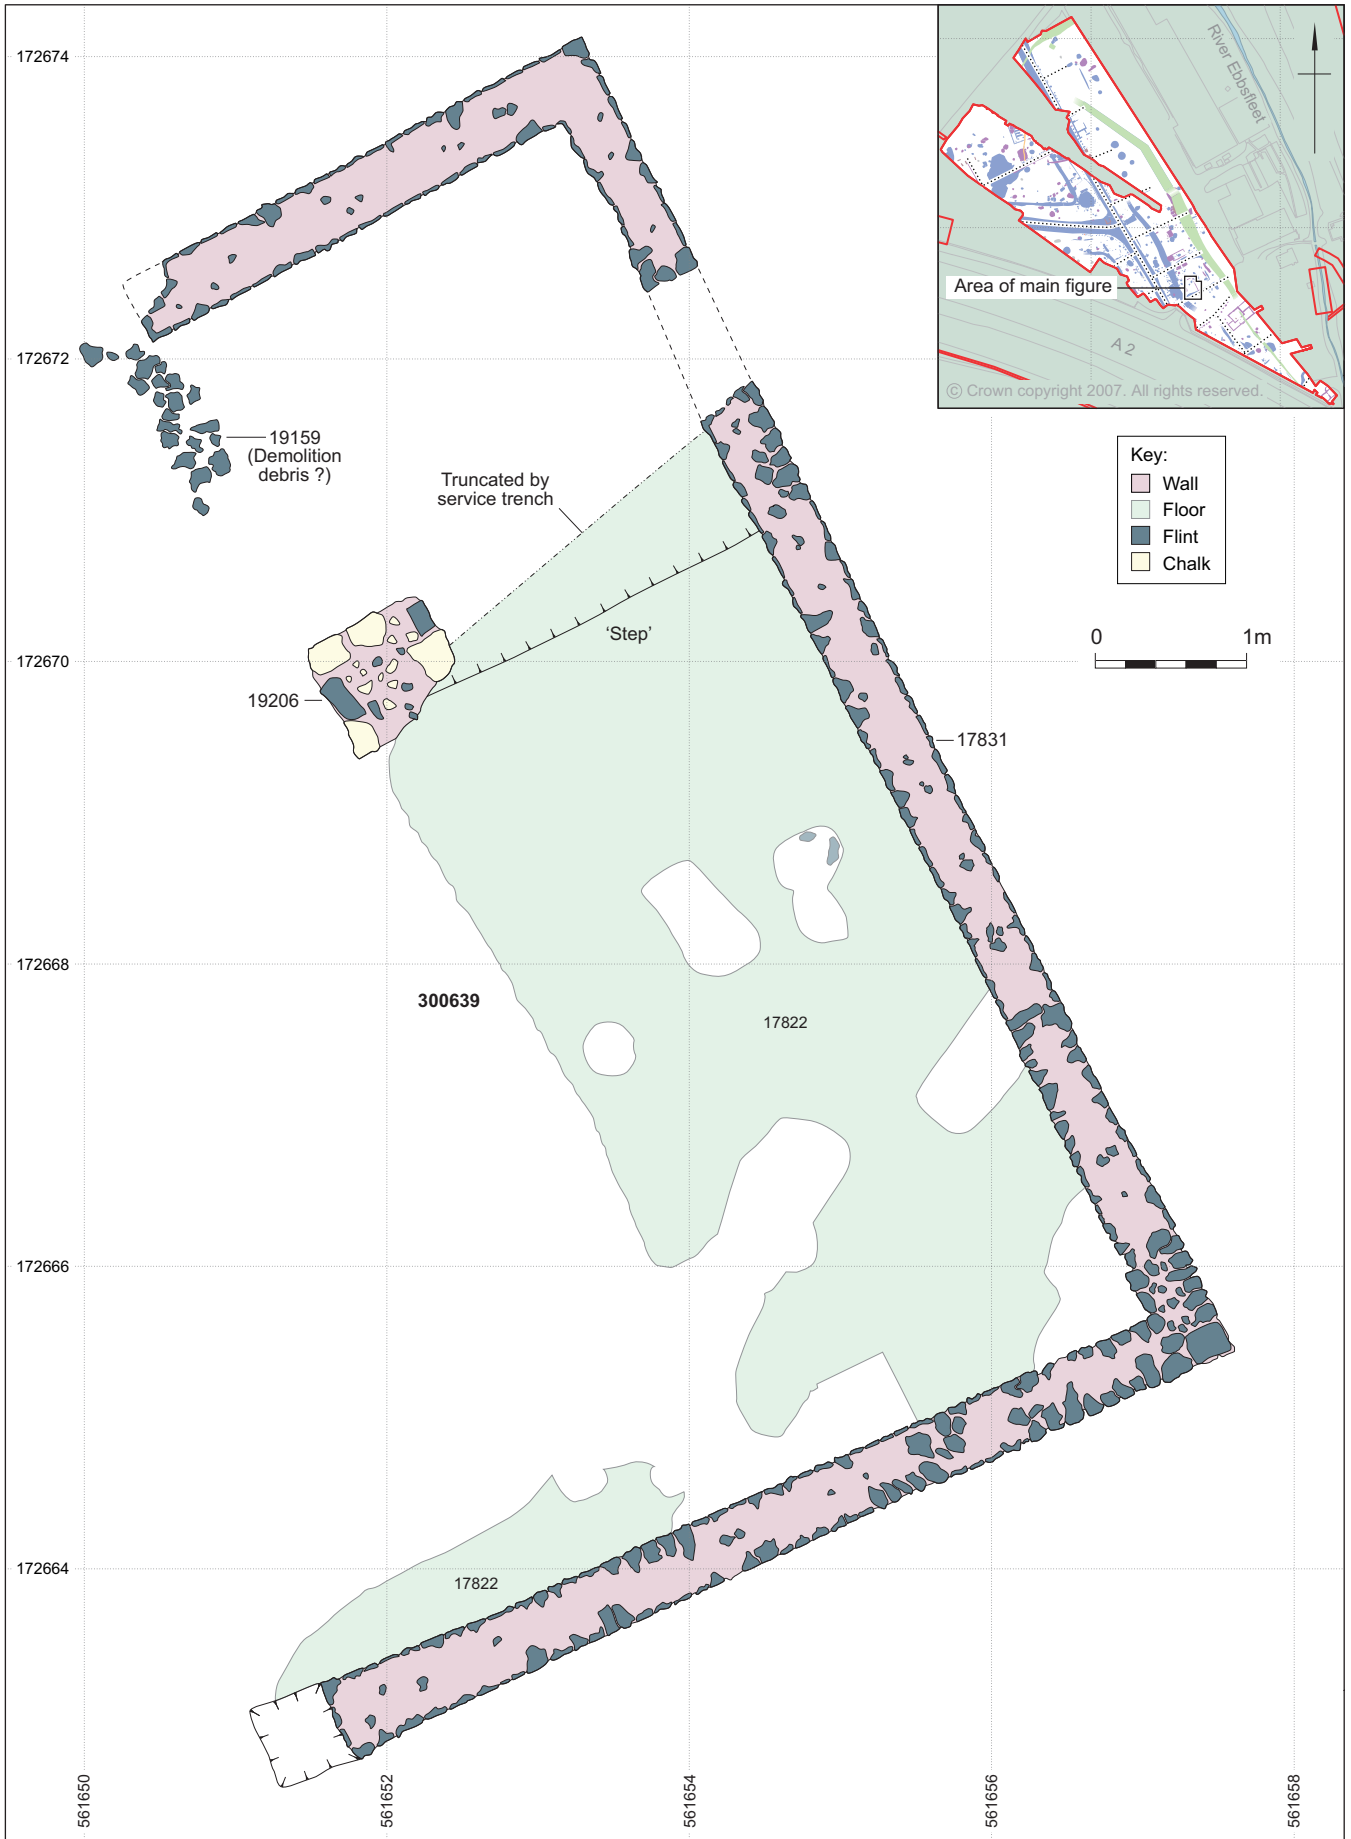 172674
River Ebbsfleet
Area of main figure
A 2
© Crown copyright 2007. All rights reserved.
172672
19159
(Demolition
debris ?)
Truncated by
service trench
Key:
Wall
Floor
Flint
Chalk
'Step'
0 1m
172670
19206
17831
172668
300639
17822
172666
172664
17822
561650
561652
561654
561656
561658